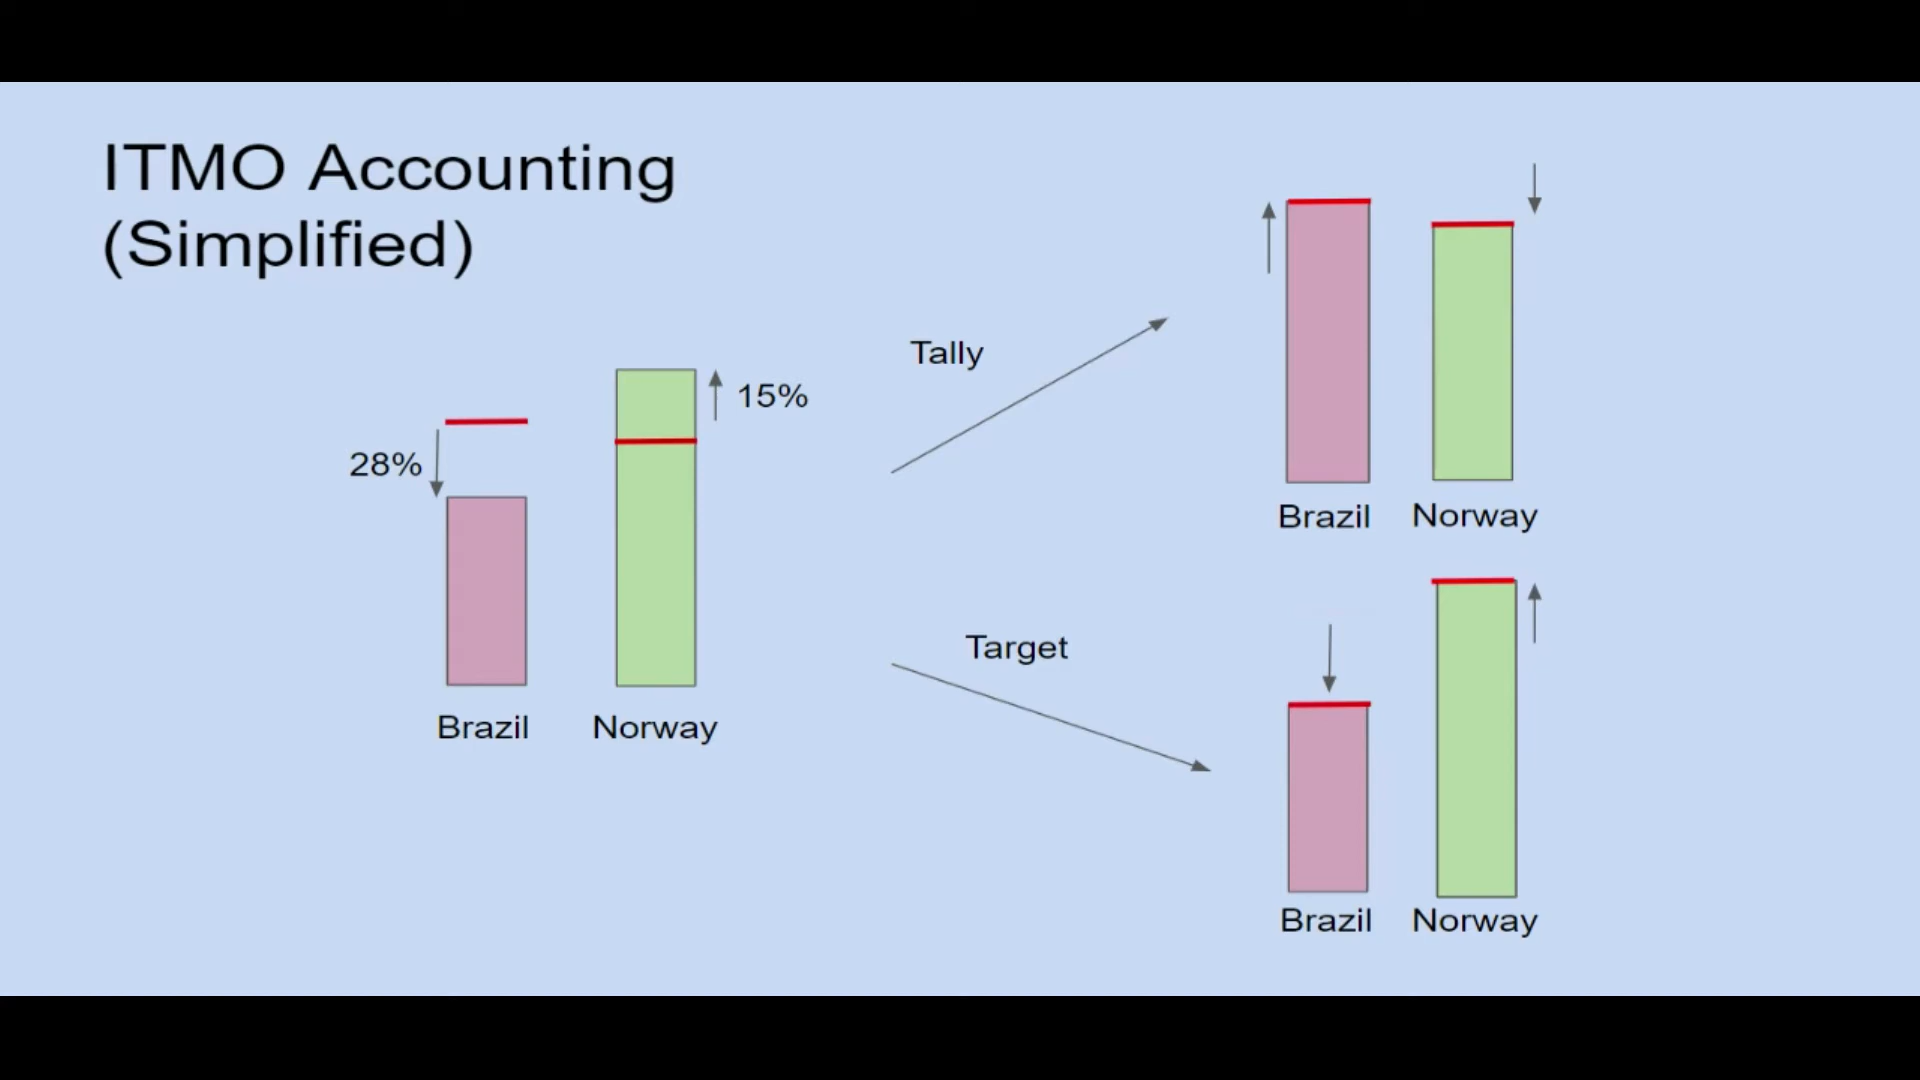 ITMO Accounting
(Simplified)
28%
15%
Brazil
Norway
Tally
Target
Brazil
Norway
Brazil
Norway